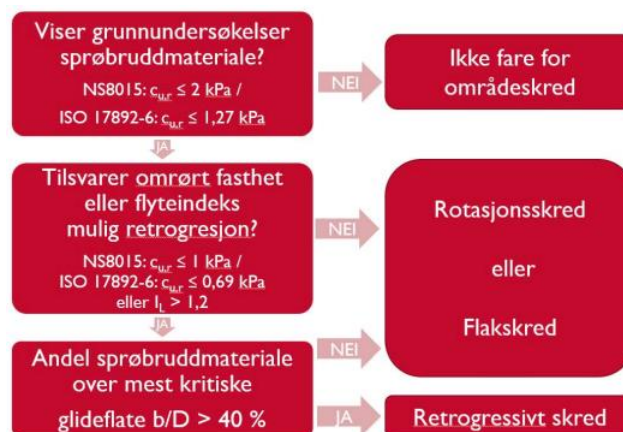 Viser grunnundersøkelser
sprøbruddmateriale?
NS8015: cu,r ≤ 2 kPa /
ISO 17892-6: cu,r ≤ 1,27 kPa
NEI
Ikke fare for
områdeskred
JA
Tilsvarer omrørt fasthet
eller flyteindeks
mulig retrogresjon?
NS8015: cu,r ≤ 1 kPa /
ISO 17892-6: cu,r ≤ 0,69 kPa
eller IL > 1,2
NEI
Rotasjonsskred
eller
Flakskred
JA
Andel sprøbruddmateriale
over mest kritiske
glideflate b/D > 40 %
NEI
JA
Retrogressivt skred